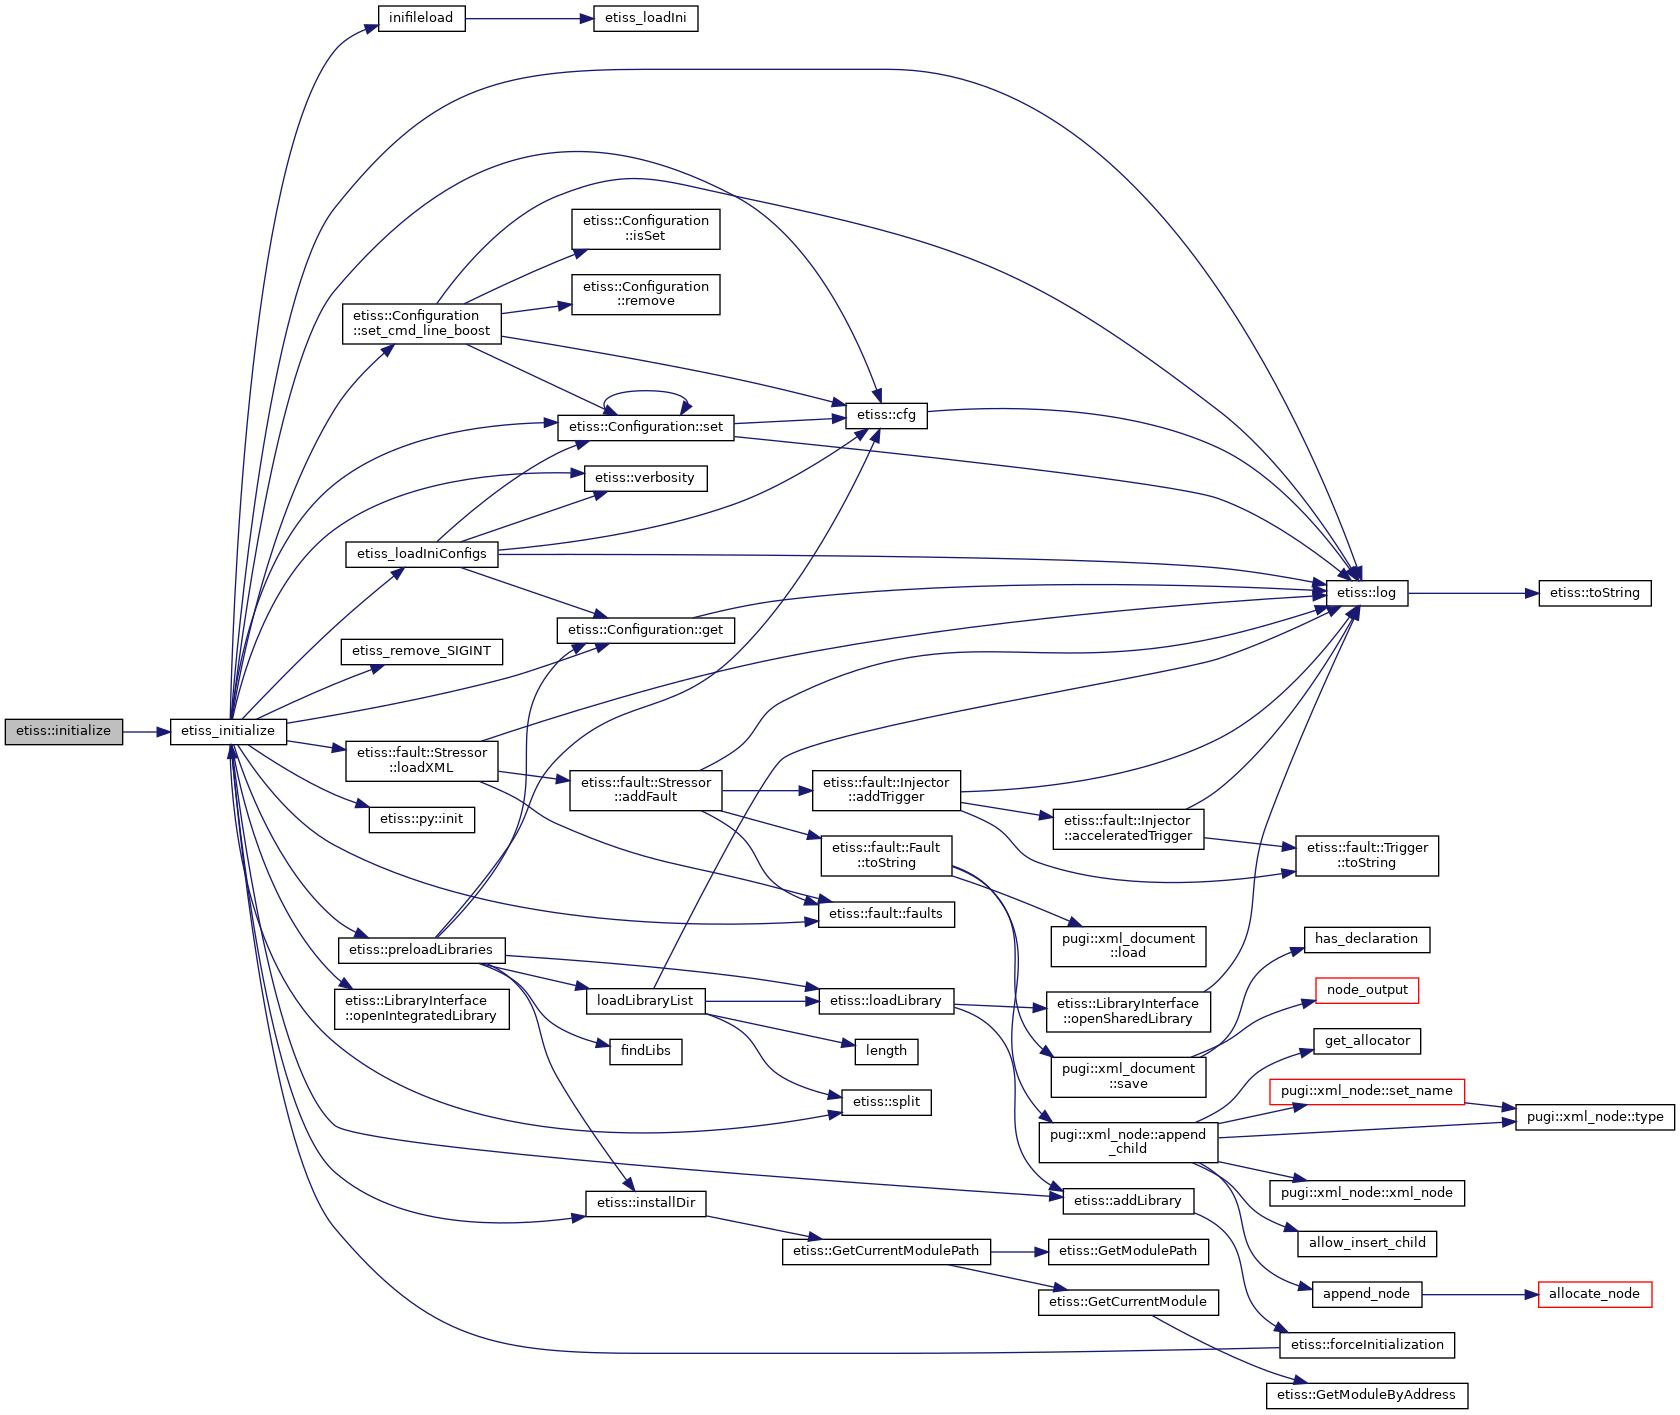 inifileload
etiss_loadIni
etiss::Configuration
::isSet
etiss::Configuration
::remove
etiss::Configuration
::set_cmd_line_boost
etiss::cfg
etiss::Configuration::set
etiss::verbosity
etiss_loadIniConfigs
etiss::log
etiss::toString
etiss::Configuration::get
etiss_remove_SIGINT
etiss::initialize
etiss_initialize
etiss::fault::Stressor
::loadXML
etiss::fault::Stressor
::addFault
etiss::fault::Injector
::addTrigger
etiss::py::init
etiss::fault::Injector
::acceleratedTrigger
etiss::fault::Fault
::toString
etiss::fault::Trigger
::toString
etiss::fault::faults
etiss::preloadLibraries
pugi::xml_document
::load
has_declaration
node_output
etiss::LibraryInterface
::openIntegratedLibrary
loadLibraryList
etiss::loadLibrary
etiss::LibraryInterface
::openSharedLibrary
get_allocator
findLibs
length
pugi::xml_document
::save
pugi::xml_node::set_name
etiss::split
pugi::xml_node::type
pugi::xml_node::append
_child
pugi::xml_node::xml_node
etiss::installDir
etiss::addLibrary
allow_insert_child
etiss::GetCurrentModulePath
etiss::GetModulePath
append_node
allocate_node
etiss::GetCurrentModule
etiss::forceInitialization
etiss::GetModuleByAddress